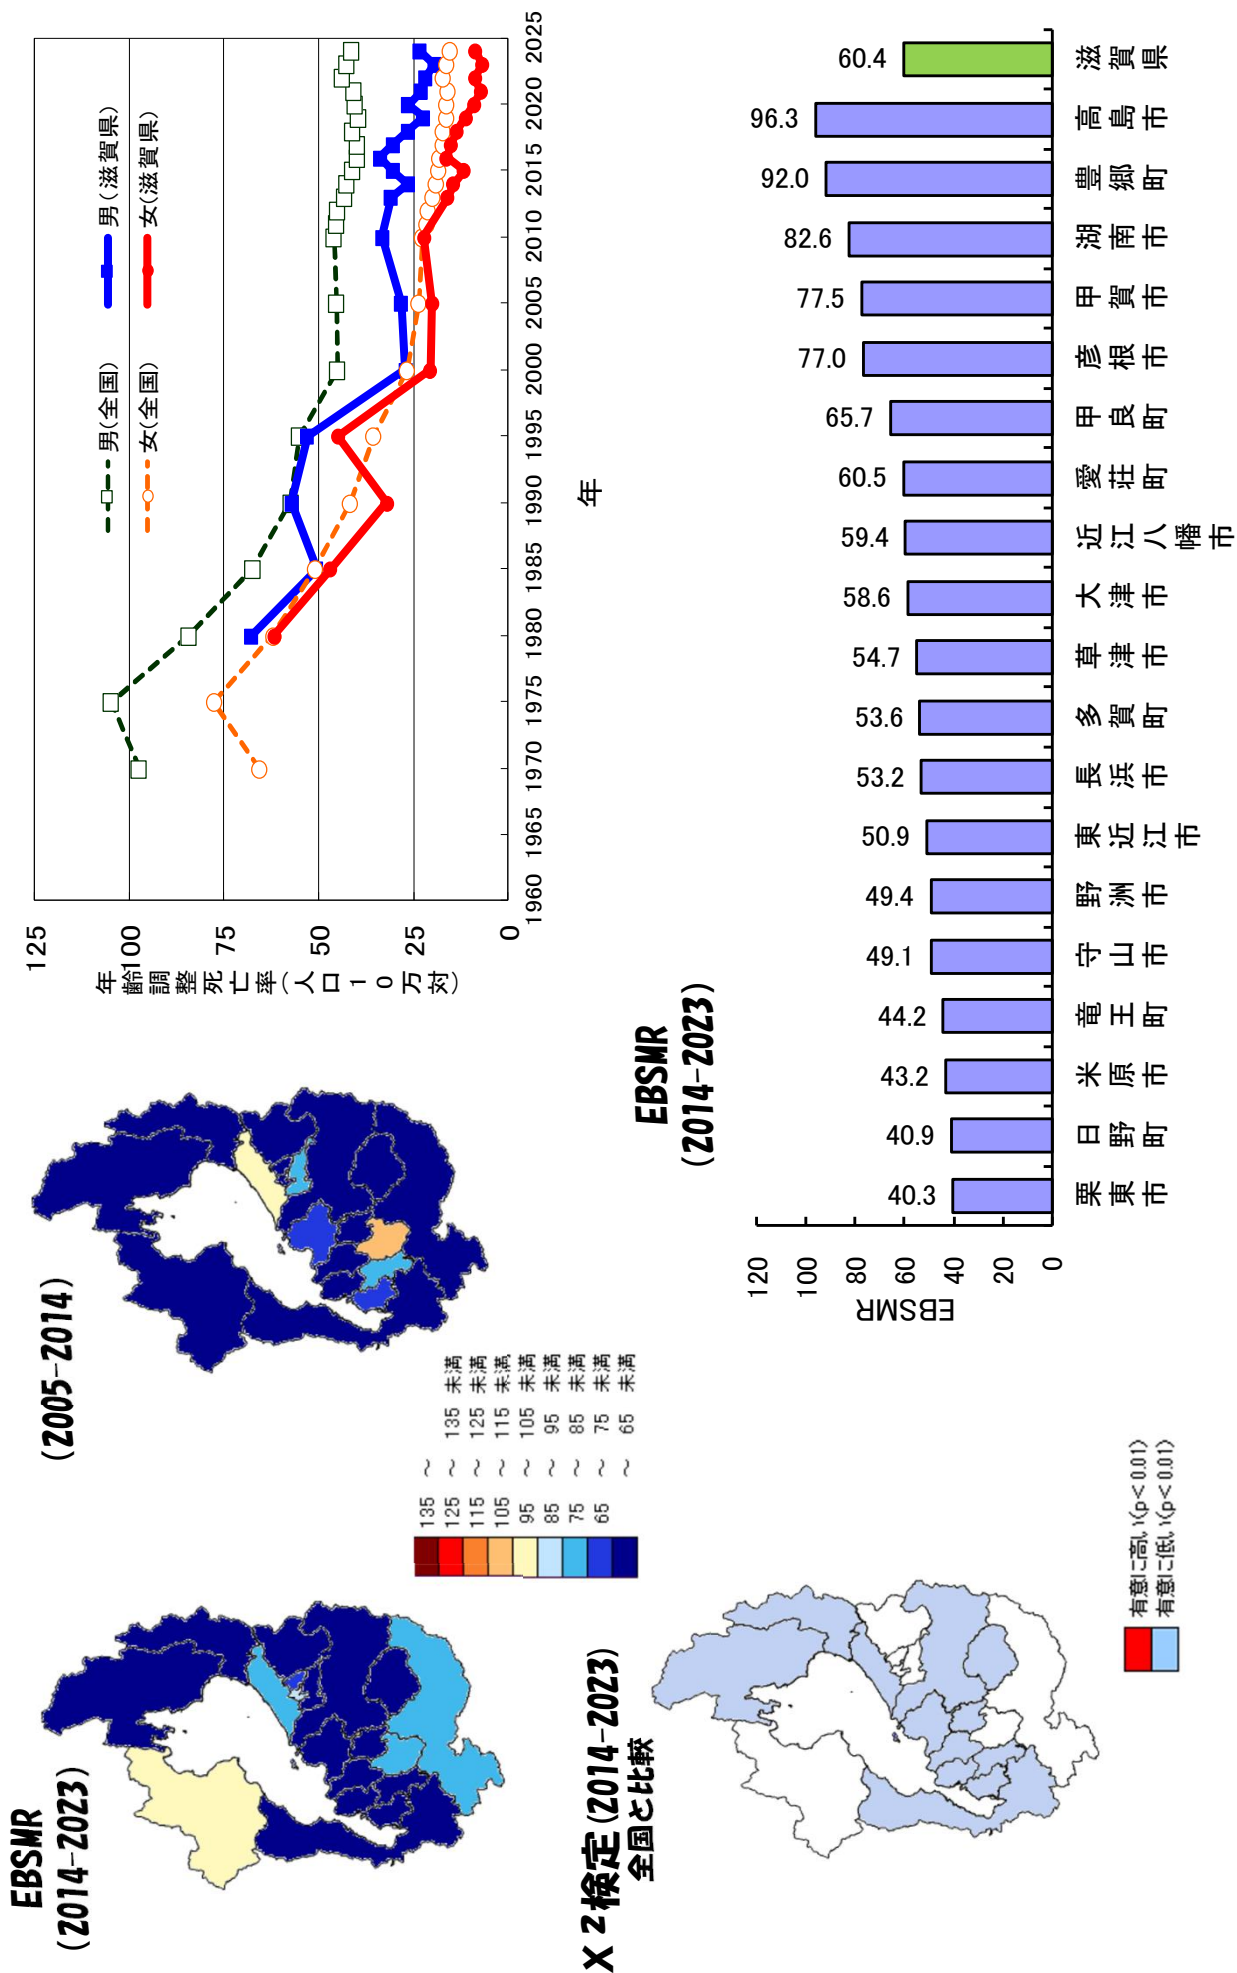 EBSMR
(2014-2023)
(2005-2014)
135 ～
125 ～ 135 未満
115 ～ 125 未満
105 ～ 115 未満
95 ～ 105 未満
85 ～ 95 未満
75 ～ 85 未満
65 ～ 75 未満
～ 65 未満
年齢調整死亡率(人口10万対)
125
100
75
50
25
0
1960 1965 1970 1975 1980 1985 1990 1995 2000 2005 2010 2015 2020 2025
年
男(全国)
男(滋賀県)
女(全国)
女(滋賀県)
X2検定(2014-2023)
全国と比較
有意に高い(p<0.01)
有意に低い(p<0.01)
EBSMR
(2014-2023)
EBSMR
120
100
80
60
40
20
0
40.3 40.9 43.2 44.2 49.1 49.4 50.9 53.2 53.6 54.7 58.6 59.4 60.5 65.7 77.0 77.5 82.6 92.0 96.3 60.4
栗東市 日野町 米原市 竜王町 守山市 野洲市 東近江市 長浜市 多賀町 草津市 大津市 近江八幡市 愛荘町 甲良町 彦根市 甲賀市 湖南市 豊郷町 高島市 滋賀県